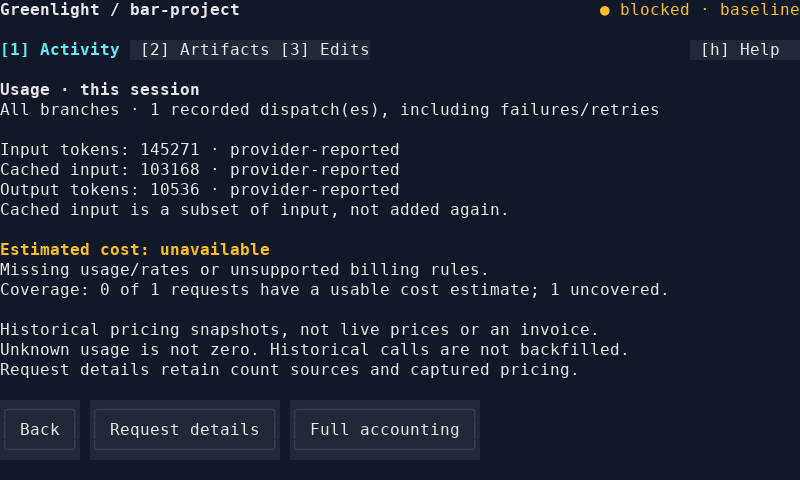 Greenlight / bar-project ● blocked · baseline
[1] Activity [2] Artifacts [3] Edits [h] Help
Usage · this session
All branches · 1 recorded dispatch(es), including failures/retries
Input tokens: 145271 · provider-reported
Cached input: 103168 · provider-reported
Output tokens: 10536 · provider-reported
Cached input is a subset of input, not added again.
Estimated cost: unavailable
Missing usage/rates or unsupported billing rules.
Coverage: 0 of 1 requests have a usable cost estimate; 1 uncovered.
Historical pricing snapshots, not live prices or an invoice.
Unknown usage is not zero. Historical calls are not backfilled.
Request details retain count sources and captured pricing.
Back Request details Full accounting